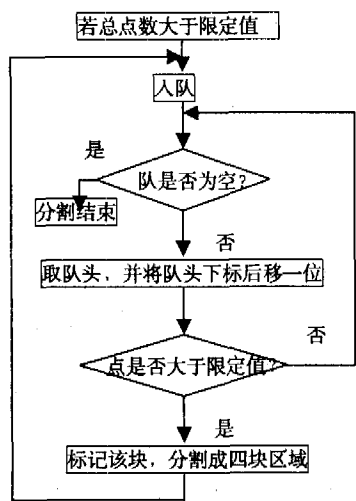 若总点数大于限定值
入队
是
队是否为空?
分割结束
否
取队头，并将队头下标后移一位
否
点是否大于限定值?
是
标记该块，分割成四块区域